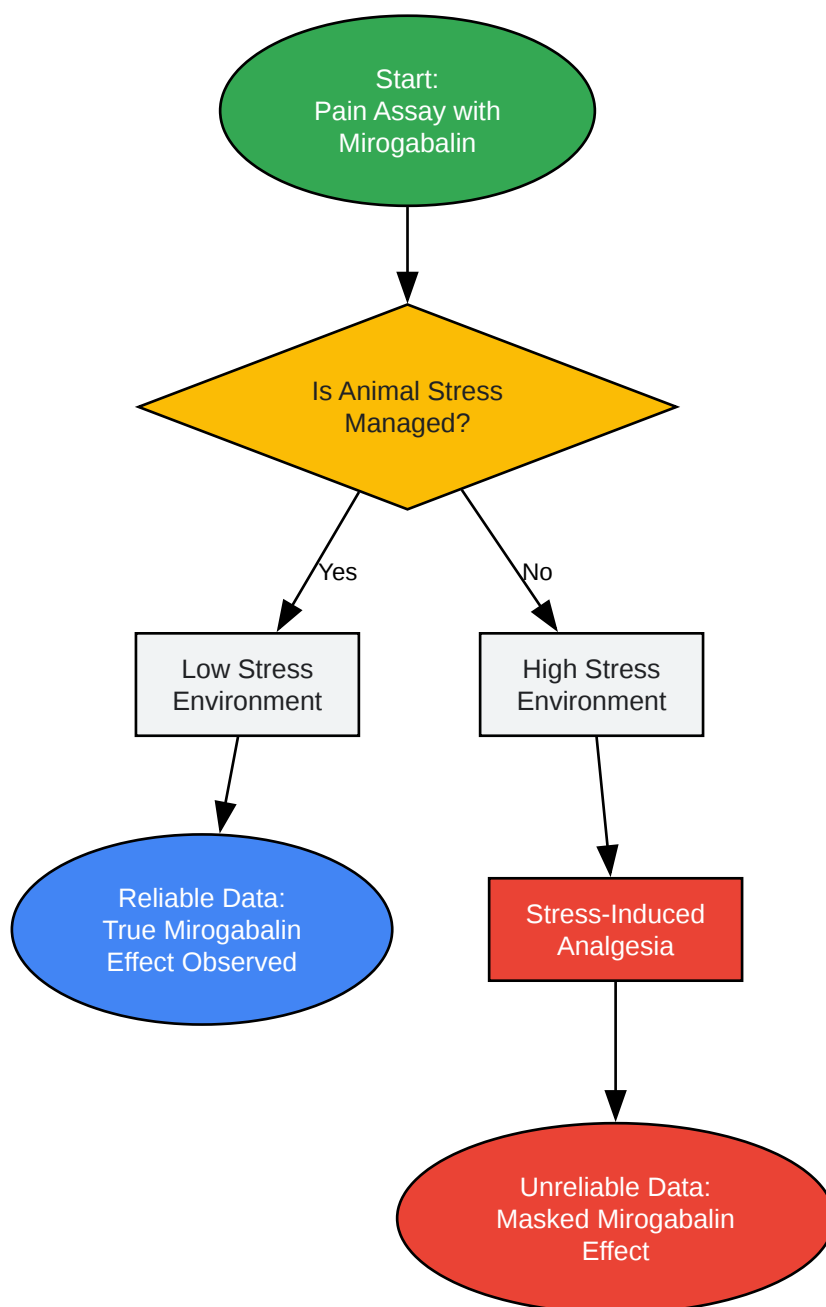 Start:
Pain Assay with
Mirogabalin
Is Animal Stress
Managed?
Yes
No
Low Stress
Environment
High Stress
Environment
Reliable Data:
True Mirogabalin
Effect Observed
Stress-Induced
Analgesia
Unreliable Data:
Masked Mirogabalin
Effect